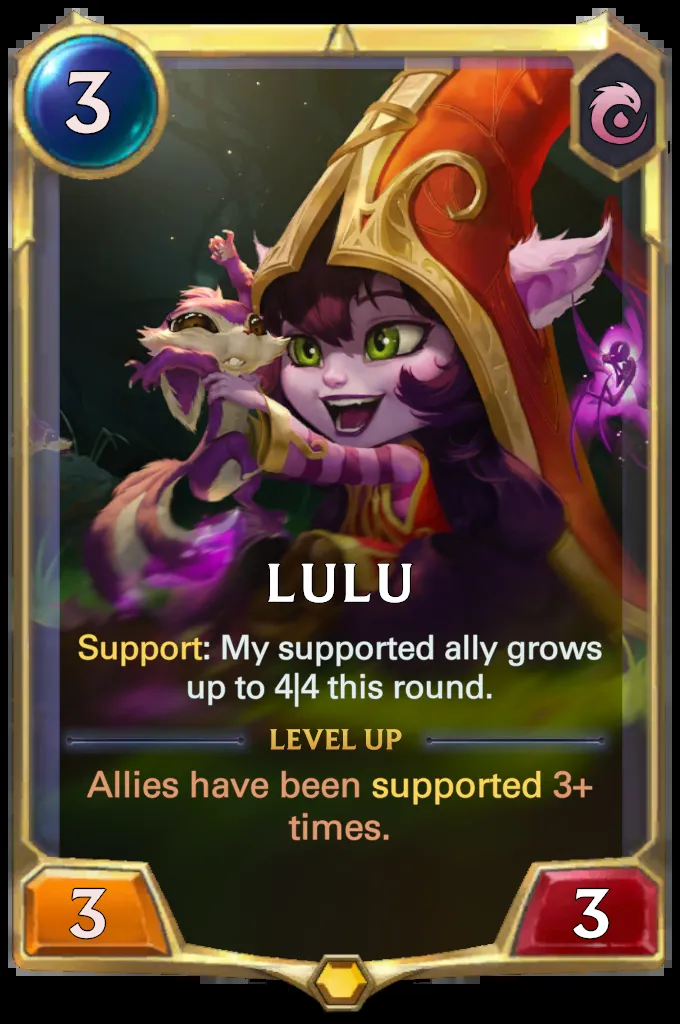 3
LULU
Support: My supported ally grows
up to 4|4 this round.
LEVEL UP
Allies have been supported 3+
times.
3
3